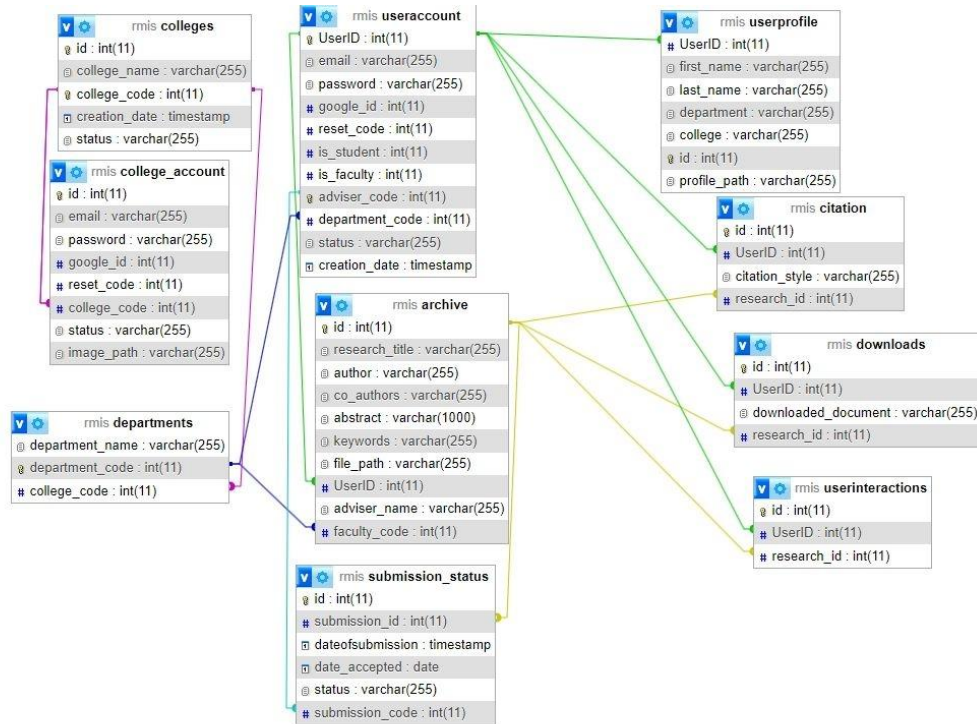 rmis colleges
id : int(11)
college_name : varchar(255)
college_code : int(11)
creation_date : timestamp
status : varchar(255)
rmis college_account
id : int(11)
email : varchar(255)
password : varchar(255)
google_id : int(11)
reset_code : int(11)
college_code : int(11)
status : varchar(255)
image_path : varchar(255)
rmis departments
department_name : varchar(255)
department_code : int(11)
college_code : int(11)
rmis useraccount
UserID : int(11)
email : varchar(255)
password : varchar(255)
google_id : int(11)
reset_code : int(11)
is_student : int(11)
is_faculty : int(11)
adviser_code : int(11)
department_code : int(11)
status : varchar(255)
creation_date : timestamp
rmis archive
id : int(11)
research_title : varchar(255)
author : varchar(255)
co_authors : varchar(255)
abstract : varchar(1000)
keywords : varchar(255)
file_path : varchar(255)
UserID : int(11)
adviser_name : varchar(255)
faculty_code : int(11)
rmis submission_status
id : int(11)
submission_id : int(11)
dateofsubmission : timestamp
date_accepted : date
status : varchar(255)
submission_code : int(11)
rmis userprofile
UserID : int(11)
first_name : varchar(255)
last_name : varchar(255)
department : varchar(255)
college : varchar(255)
id : int(11)
profile_path : varchar(255)
rmis citation
id : int(11)
UserID : int(11)
citation_style : varchar(255)
research_id : int(11)
rmis downloads
id : int(11)
UserID : int(11)
downloaded_document : varchar(255)
research_id : int(11)
rmis userinteractions
id : int(11)
UserID : int(11)
research_id : int(11)